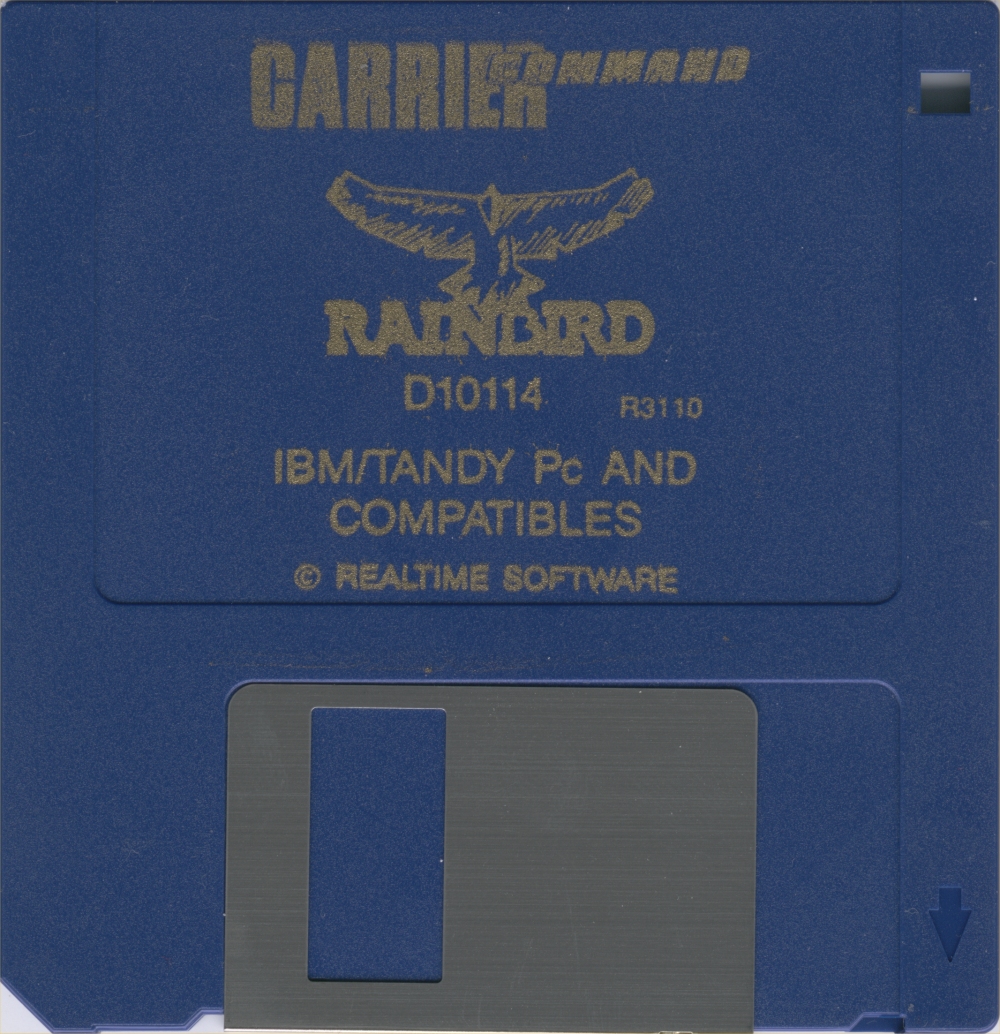 CARRIER COMMAND
RAINBIRD
D10114
R3110
IBM/TANDY Pc AND
COMPATIBLES
© REALTIME SOFTWARE